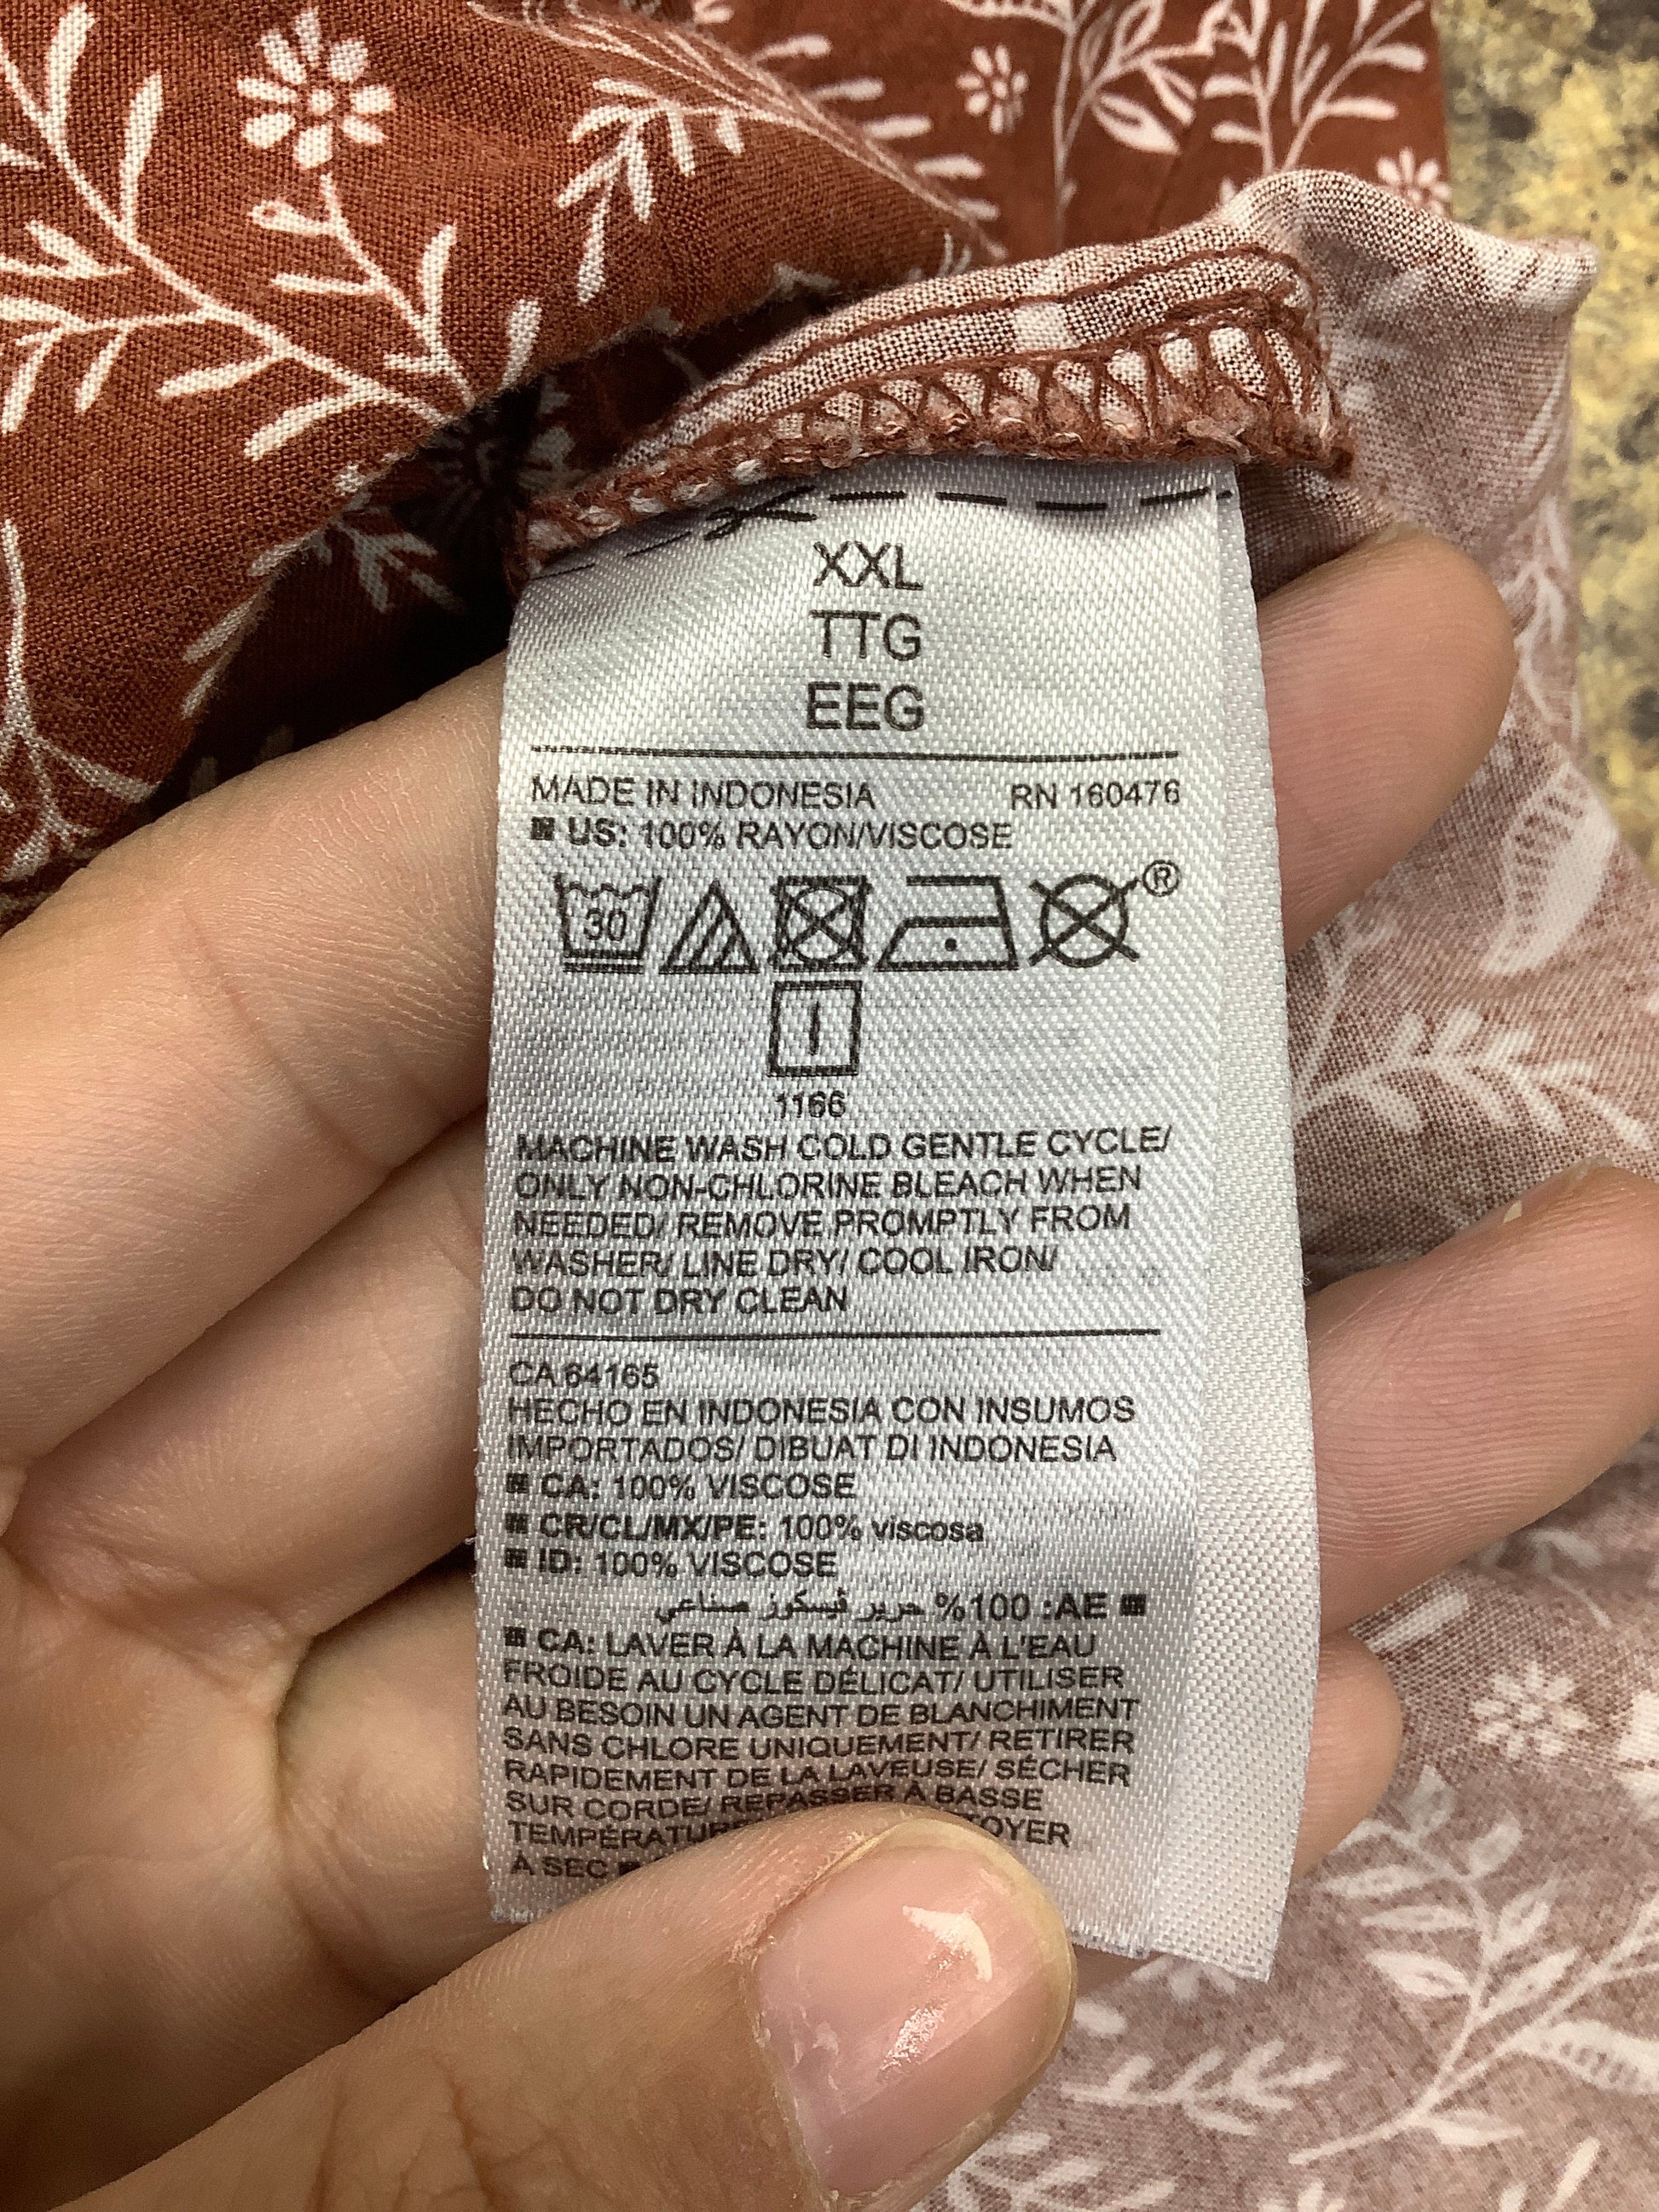 XXL
TTG
EEG
MADE IN INDONESIA RN 160476
US: 100% RAYON/VISCOSE
30
®
1166
MACHINE WASH COLD GENTLE CYCLE/
ONLY NON-CHLORINE BLEACH WHEN
NEEDED/ REMOVE PROMPTLY FROM
WASHER/ LINE DRY/ COOL IRON/
DO NOT DRY CLEAN
CA 64165
HECHO EN INDONESIA CON INSUMOS
IMPORTADOS/ DIBUAT DI INDONESIA
CA: 100% VISCOSE
CR/CL/MX/PE: 100% viscosa
ID: 100% VISCOSE
AE: 100% حرير ڤيسكوز صناعي
CA: LAVER À LA MACHINE À L'EAU
FROIDE AU CYCLE DÉLICAT/ UTILISER
AU BESOIN UN AGENT DE BLANCHIMENT
SANS CHLORE UNIQUEMENT/ RETIRER
RAPIDEMENT DE LA LAVEUSE/ SÉCHER
SUR CORDE/ REPASSER À BASSE
TEMPÉRATURE
À SEC